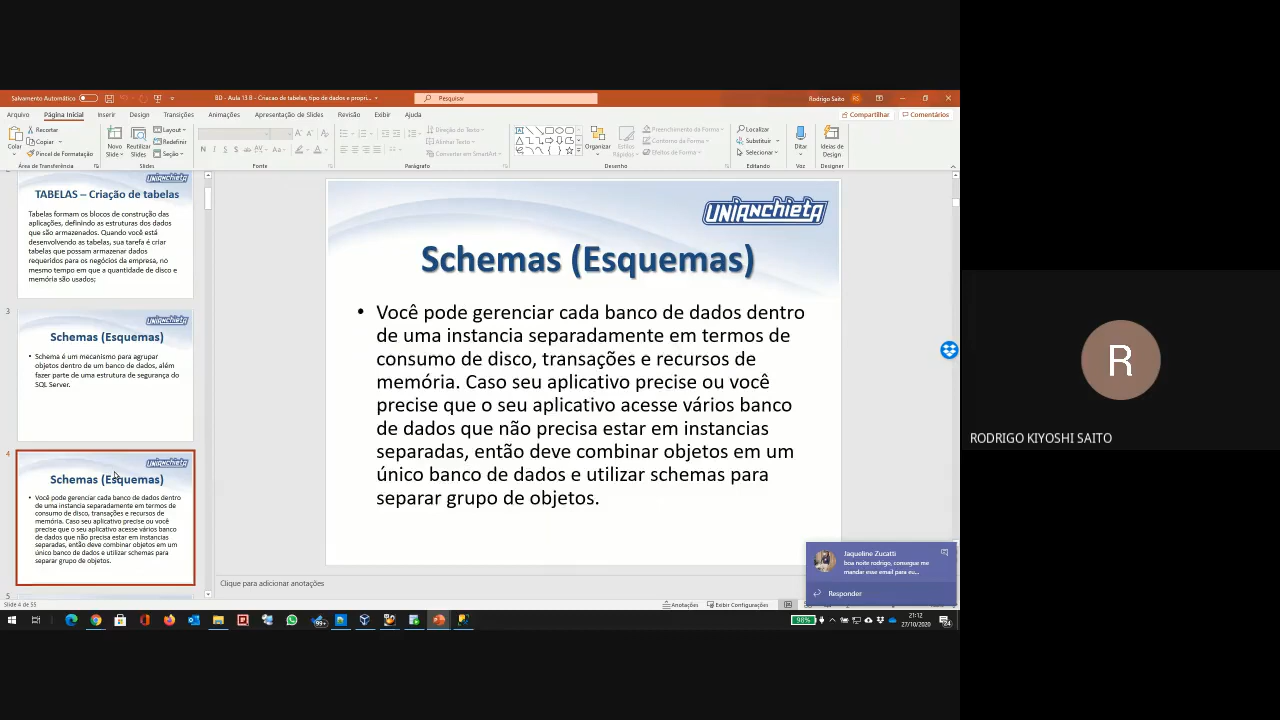 Salvamento Automático
BD - Aula 13 B - Criacao de tabelas, tipo de dados e propri...
Pesquisar
Rodrigo Saito
RS
Arquivo
Página Inicial
Inserir
Design
Transições
Animações
Apresentação de Slides
Revisão
Exibir
Ajuda
Compartilhar
Comentários
Colar
Recortar
Copiar
Pincel de Formatação
Área de Transferência
Novo Slide
Reutilizar Slides
Layout
Redefinir
Seção
Slides
N I S
Fonte
Direção do Texto
Alinhar Texto
Converter em SmartArt
Parágrafo
Organizar
Estilos Rápidos
Preenchimento da Forma
Contorno da Forma
Efeitos de Forma
Desenho
Localizar
Substituir
Selecionar
Editando
Ditar
Voz
Ideias de Design
Designer
UNIANCHIETA
TABELAS – Criação de tabelas
Tabelas formam os blocos de construção das
aplicações, definindo as estruturas dos dados
que são armazenados. Quando você está
desenvolvendo as tabelas, sua tarefa é criar
tabelas que possam armazenar dados
requeridos para os negócios da empresa, no
mesmo tempo em que a quantidade de disco e
memória são usados;
3
UNIANCHIETA
Schemas (Esquemas)
• Schema é um mecanismo para agrupar
objetos dentro de um banco de dados, além
fazer parte de uma estrutura de segurança do
SQL Server.
4
UNIANCHIETA
Schemas (Esquemas)
• Você pode gerenciar cada banco de dados dentro
de uma instancia separadamente em termos de
consumo de disco, transações e recursos de
memória. Caso seu aplicativo precise ou você
precise que o seu aplicativo acesse vários banco
de dados que não precisa estar em instancias
separadas, então deve combinar objetos em um
único banco de dados e utilizar schemas para
separar grupo de objetos.
5
UNIANCHIETA
Schemas (Esquemas)
• Você pode gerenciar cada banco de dados dentro
de uma instancia separadamente em termos de
consumo de disco, transações e recursos de
memória. Caso seu aplicativo precise ou você
precise que o seu aplicativo acesse vários banco
de dados que não precisa estar em instancias
separadas, então deve combinar objetos em um
único banco de dados e utilizar schemas para
separar grupo de objetos.
Clique para adicionar anotações
Jaqueline Zucatti
boa noite rodrigo, consegue me
mandar esse email para eu...
Responder
Slide 4 de 55
Anotações
Exibir Configurações
99+
98%
21:12
27/10/2020
24
R
RODRIGO KIYOSHI SAITO